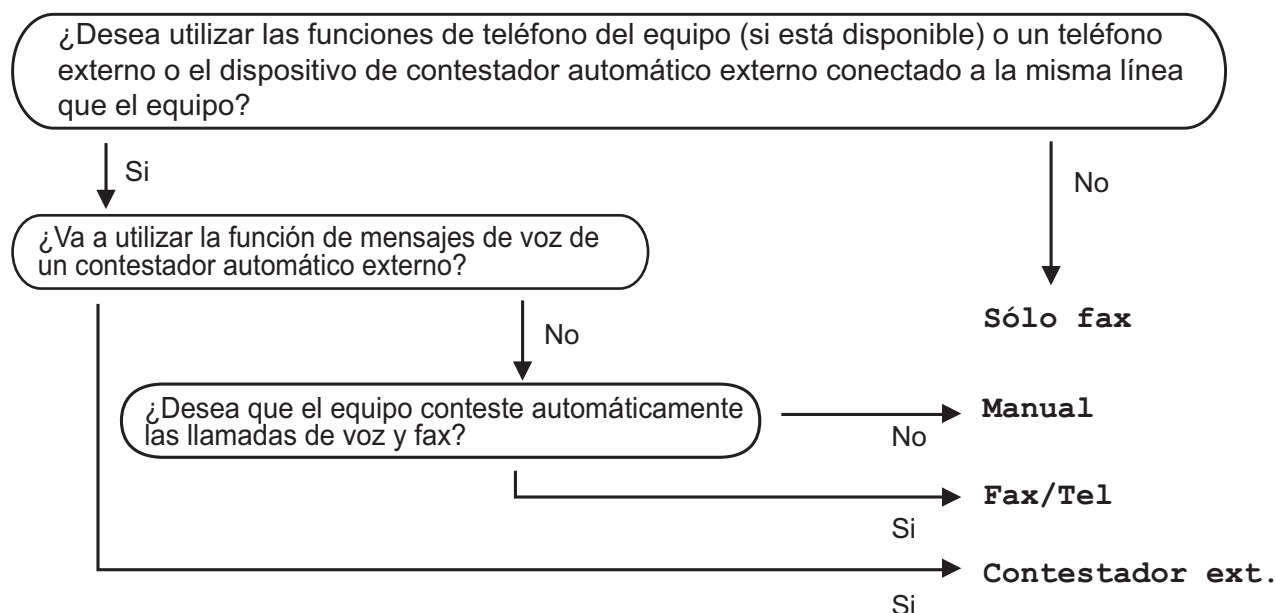 ¿Desea utilizar las funciones de teléfono del equipo (si está disponible) o un teléfono
externo o el dispositivo de contestador automático externo conectado a la misma línea
que el equipo?
Si
No
¿Va a utilizar la función de mensajes de voz de
un contestador automático externo?
Sólo fax
No
¿Desea que el equipo conteste automáticamente
las llamadas de voz y fax?
Manual
No
Fax/Tel
Si
Contestador ext.
Si